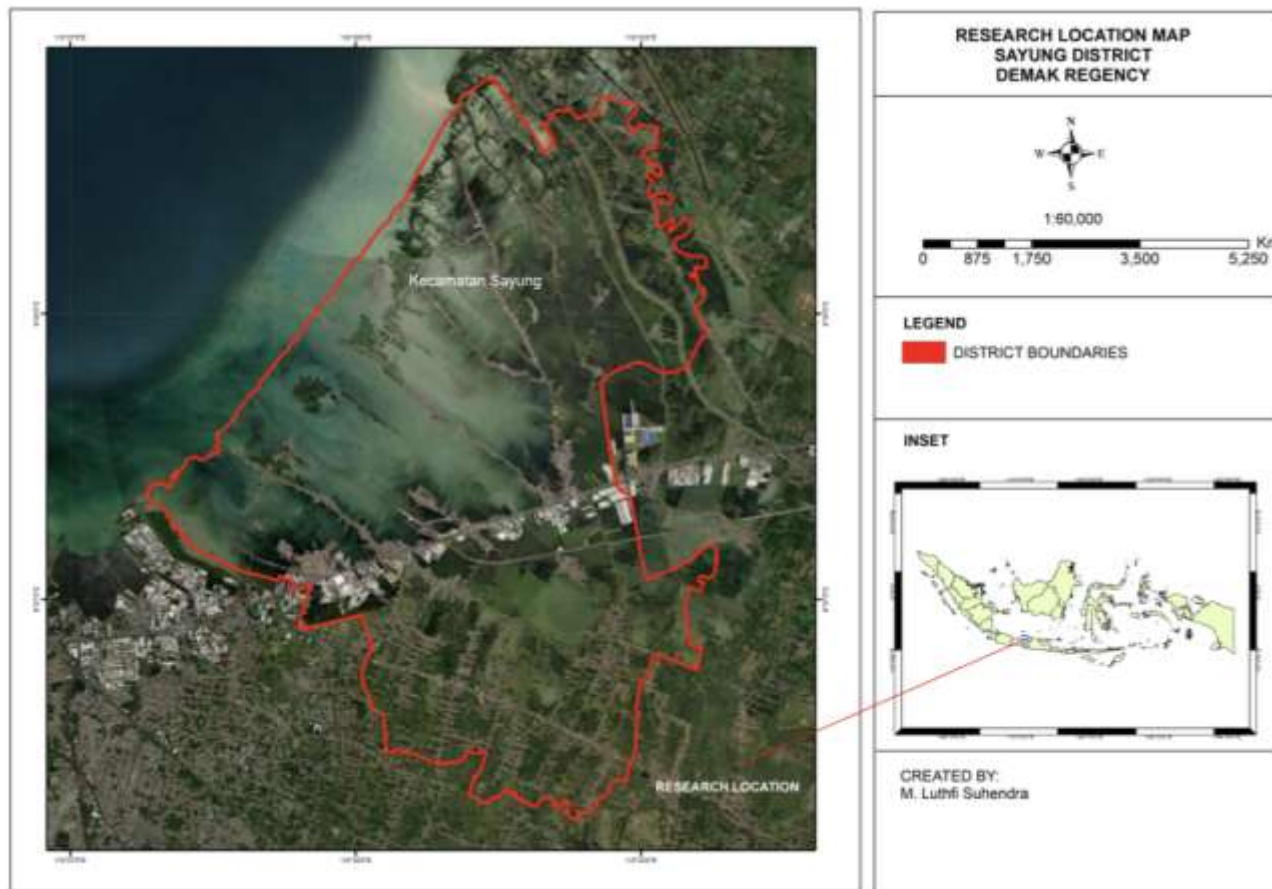 RESEARCH LOCATION MAP
SAYUNG DISTRICT
DEMAK REGENCY
N
W E
S
1:60,000
0 875 1,750 3,500 5,250
LEGEND
DISTRICT BOUNDARIES
INSET
CREATED BY:
M. Luthfi Suhendra
Kecamatan Sayung
RESEARCH LOCATION